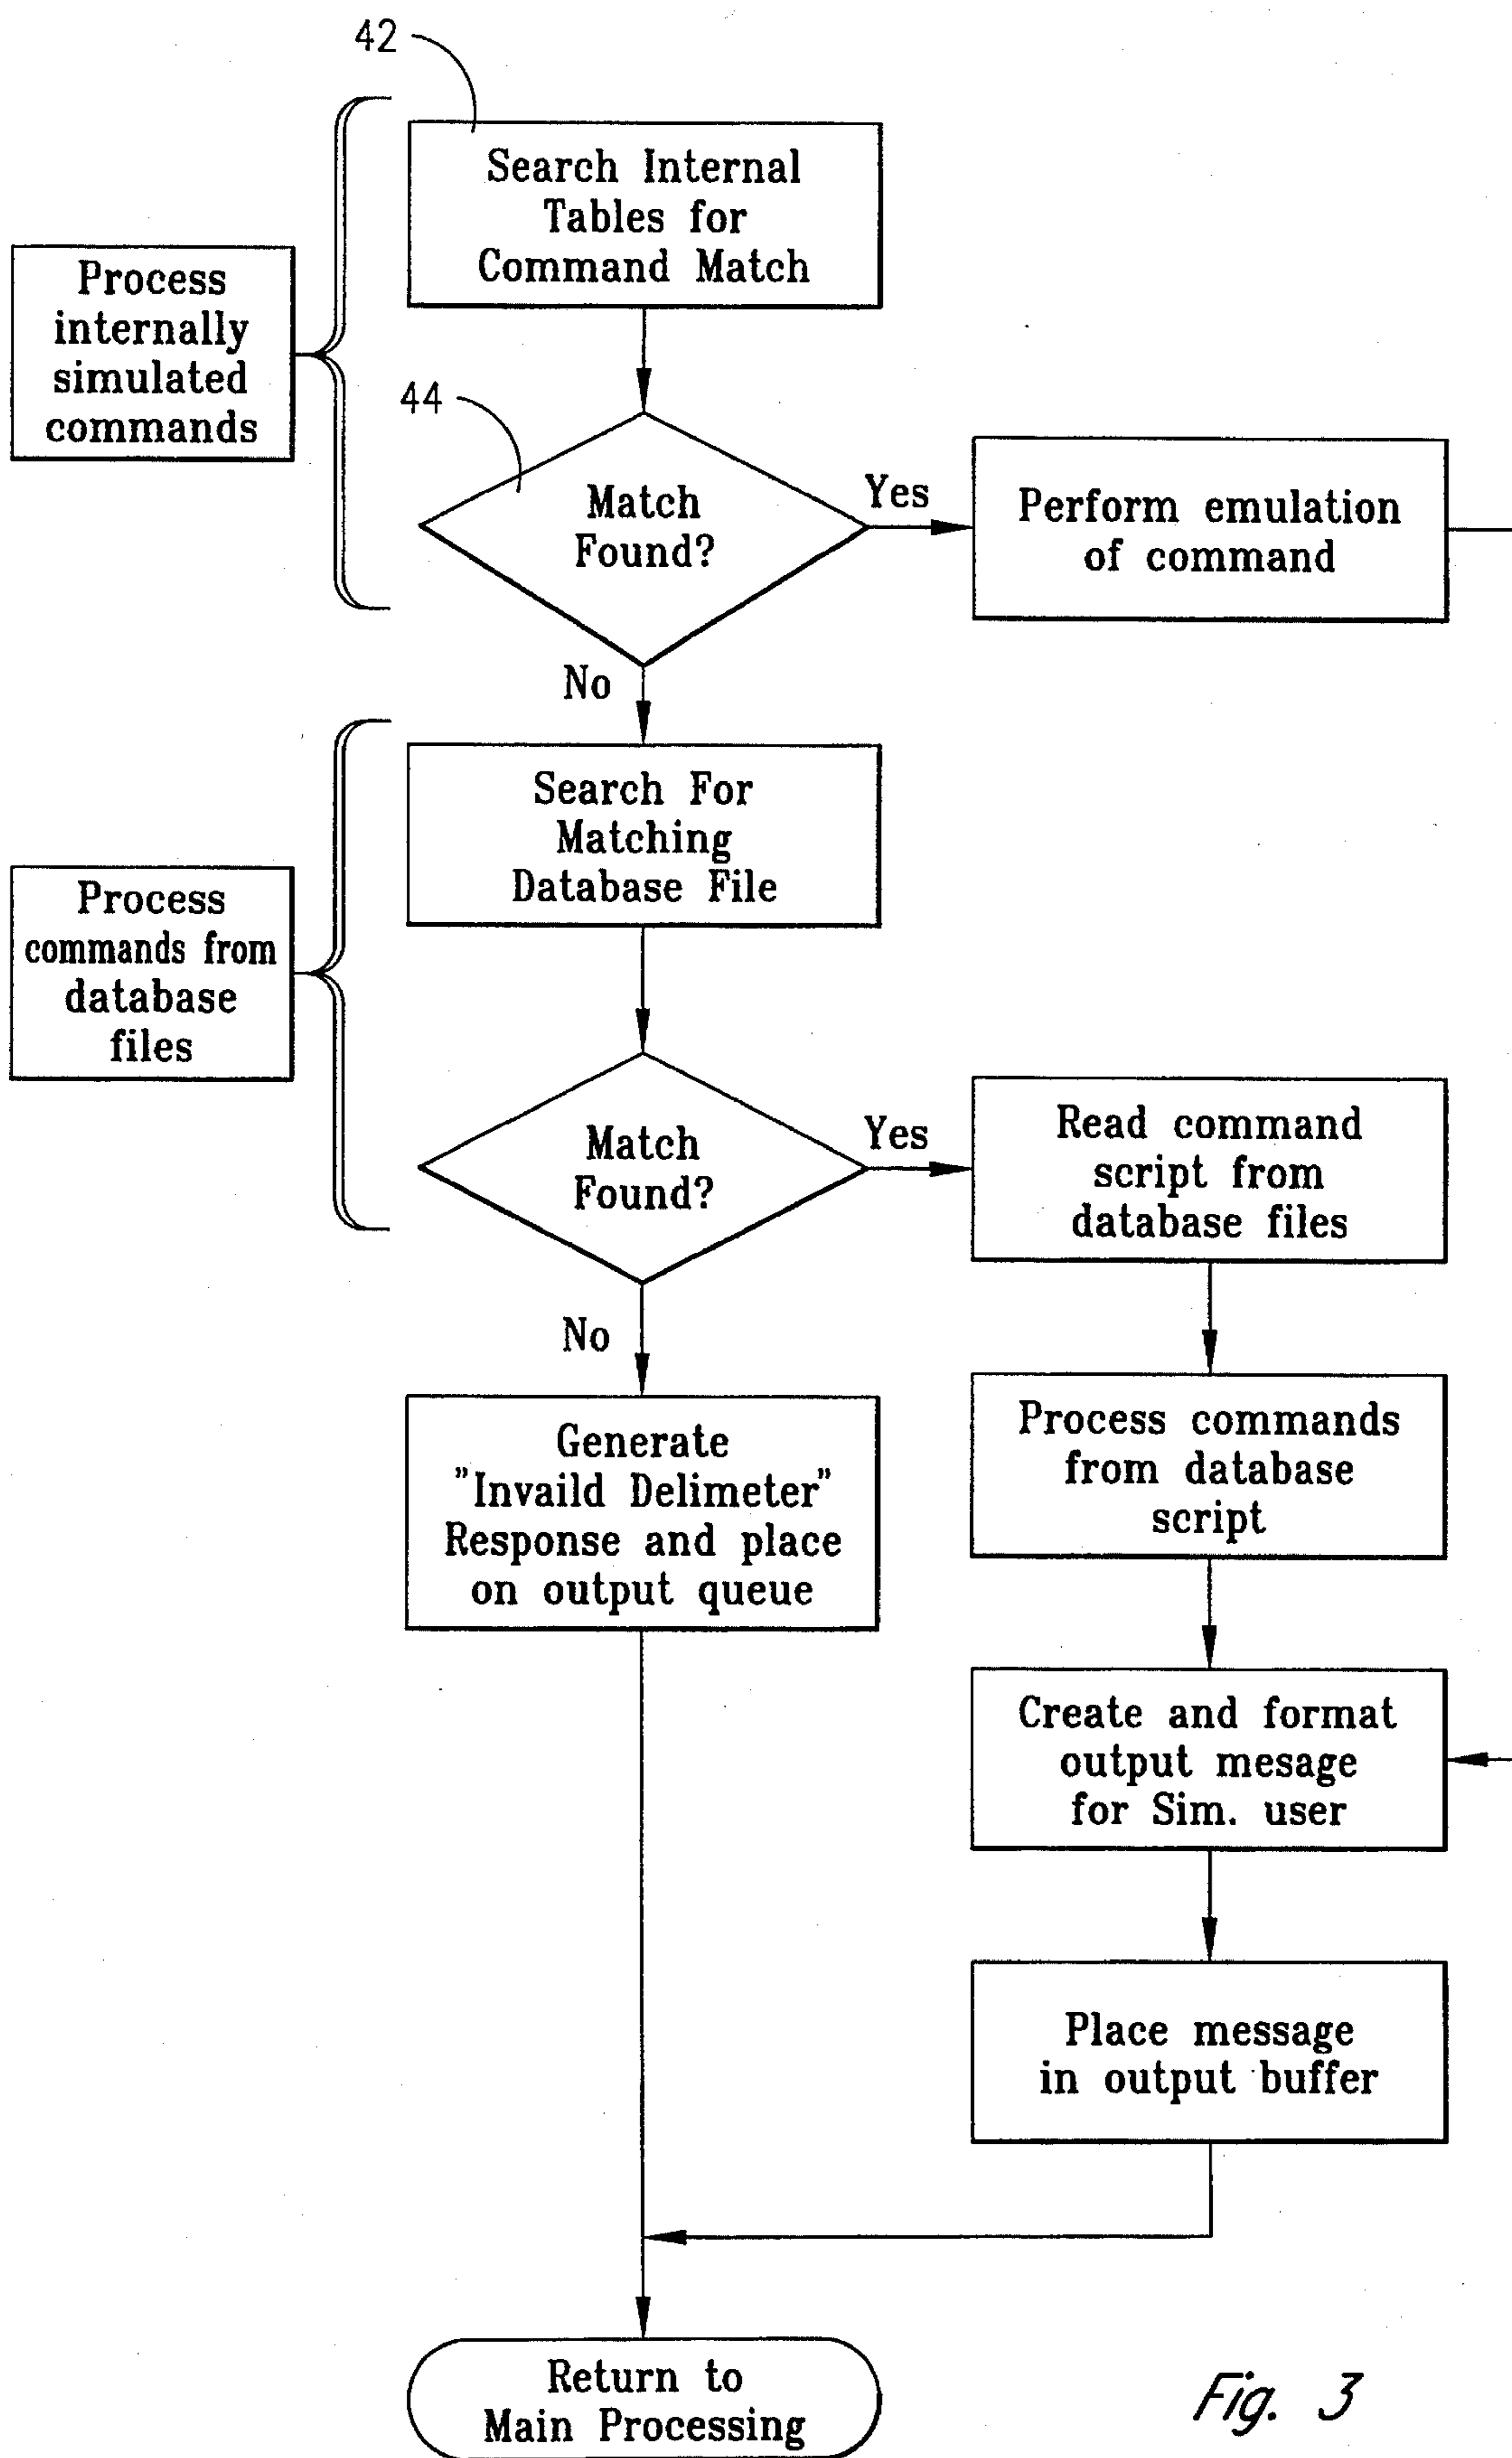 42
Search Internal
Tables for
Command Match
Process
internally
simulated
commands
44
Match
Found?
Yes
Perform emulation
of command
No
Search For
Matching
Database File
Process
commands from
database
files
Match
Found?
Yes
Read command
script from
database files
No
Generate
"Invaild Delimeter"
Response and place
on output queue
Process commands
from database
script
Create and format
output mesage
for Sim. user
Place message
in output buffer
Return to
Main Processing
Fig. 3